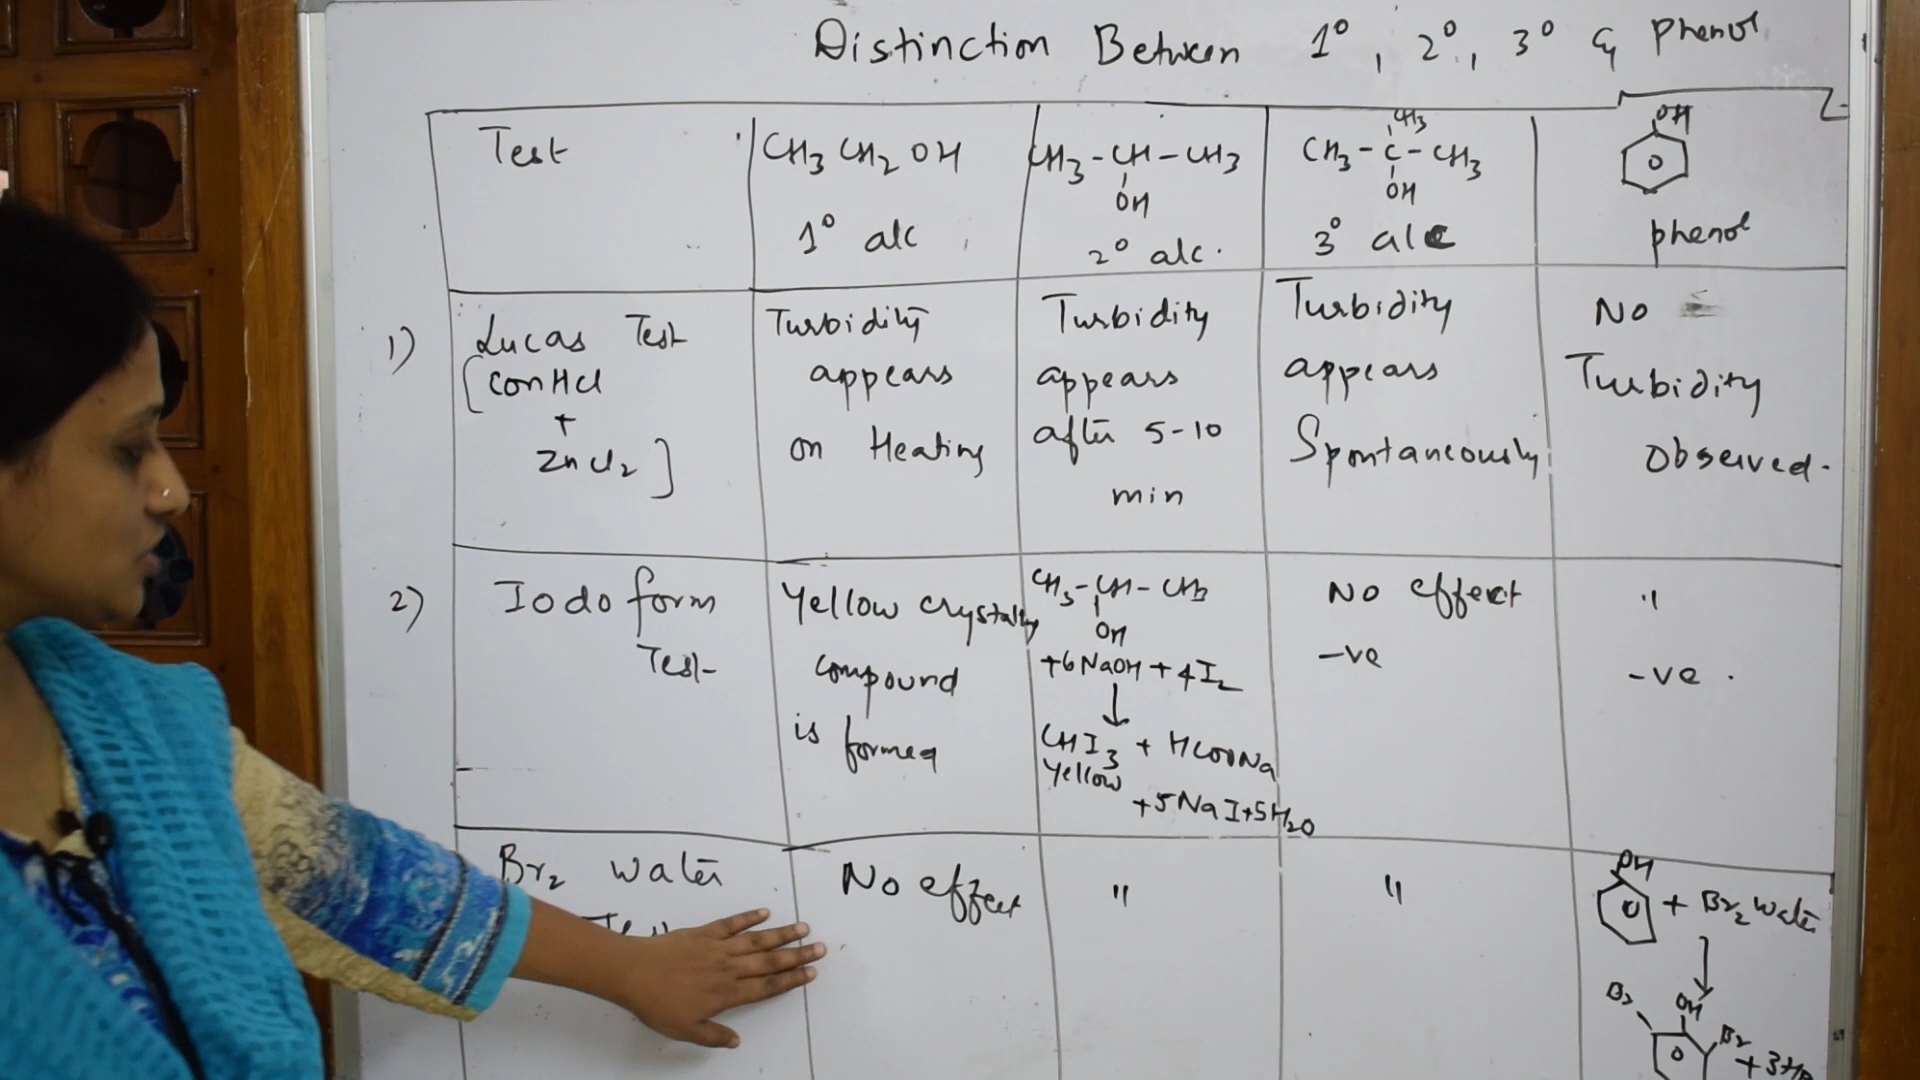 Distinction Between 1°, 2°, 3° & phenol
Test
CH3 CH2 OH
1° alc
CH3-CH-CH3
OH
2° alc.
CH3
CH3-C-CH3
OH
3° alc
OH
phenol
1)
Lucas Test
[ConHCl
+
ZnCl2]
Turbidity
appears
on Heating
Turbidity
appears
after 5-10
min
Turbidity
appears
Spontaneously
No
Turbidity
Observed.
2)
Iodo form
Test
Yellow crystally
compound
is formed
CH3-CH-CH3
OH
+6NaOH+4I2
↓
CHI3 + HCOONa
Yellow
+5NaI+5H2O
No effect
-ve
"
-ve.
Br2 Water
No effect
"
"
OH
+ Br2 water
↓
Br OH
Br